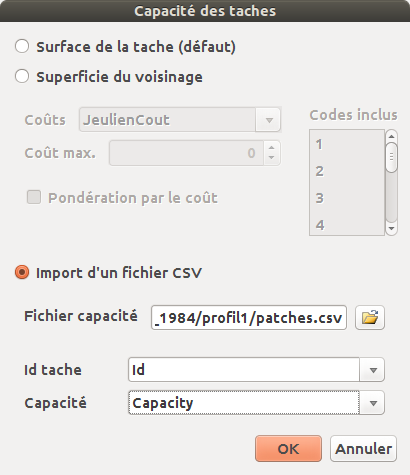 Capacité des taches
Surface de la tache (défaut)
Superficie du voisinage
Coûts JeulienCout
Codes inclus
Coût max. 0
1
2
3
4
Pondération par le coût
Import d'un fichier CSV
Fichier capacité _1984/profil1/patches.csv
Id tache Id
Capacité Capacity
OK Annuler